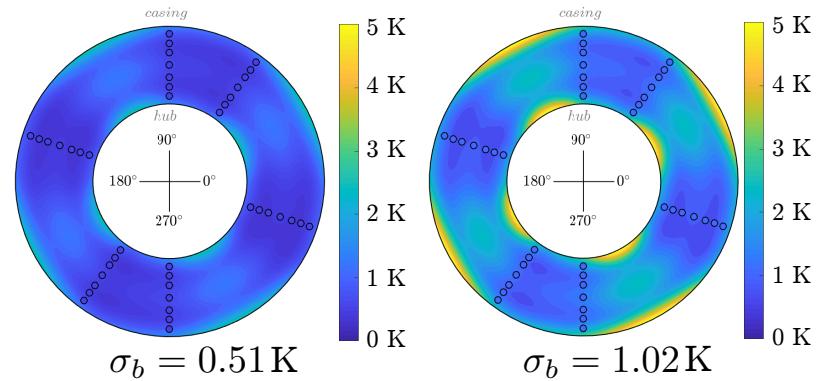 casing
hub
90°
180°
0°
270°
5 K
4 K
3 K
2 K
1 K
0 K
σ_b = 0.51 K
casing
hub
90°
180°
0°
270°
5 K
4 K
3 K
2 K
1 K
0 K
σ_b = 1.02 K